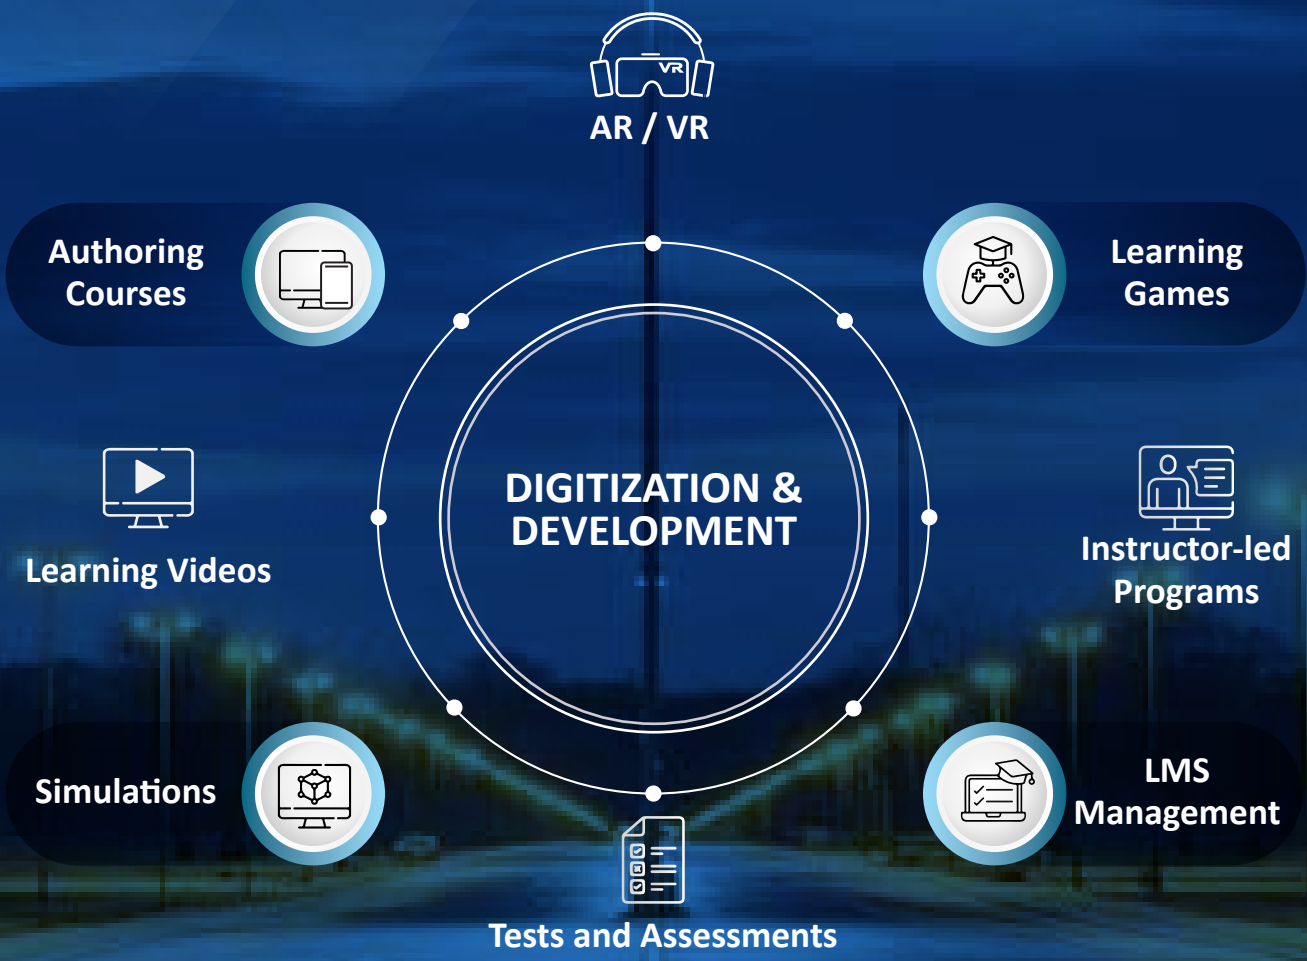 VR
AR / VR
Authoring
Courses
Learning
Games
DIGITIZATION &
DEVELOPMENT
Learning Videos
Instructor-led
Programs
Simulations
LMS
Management
Tests and Assessments